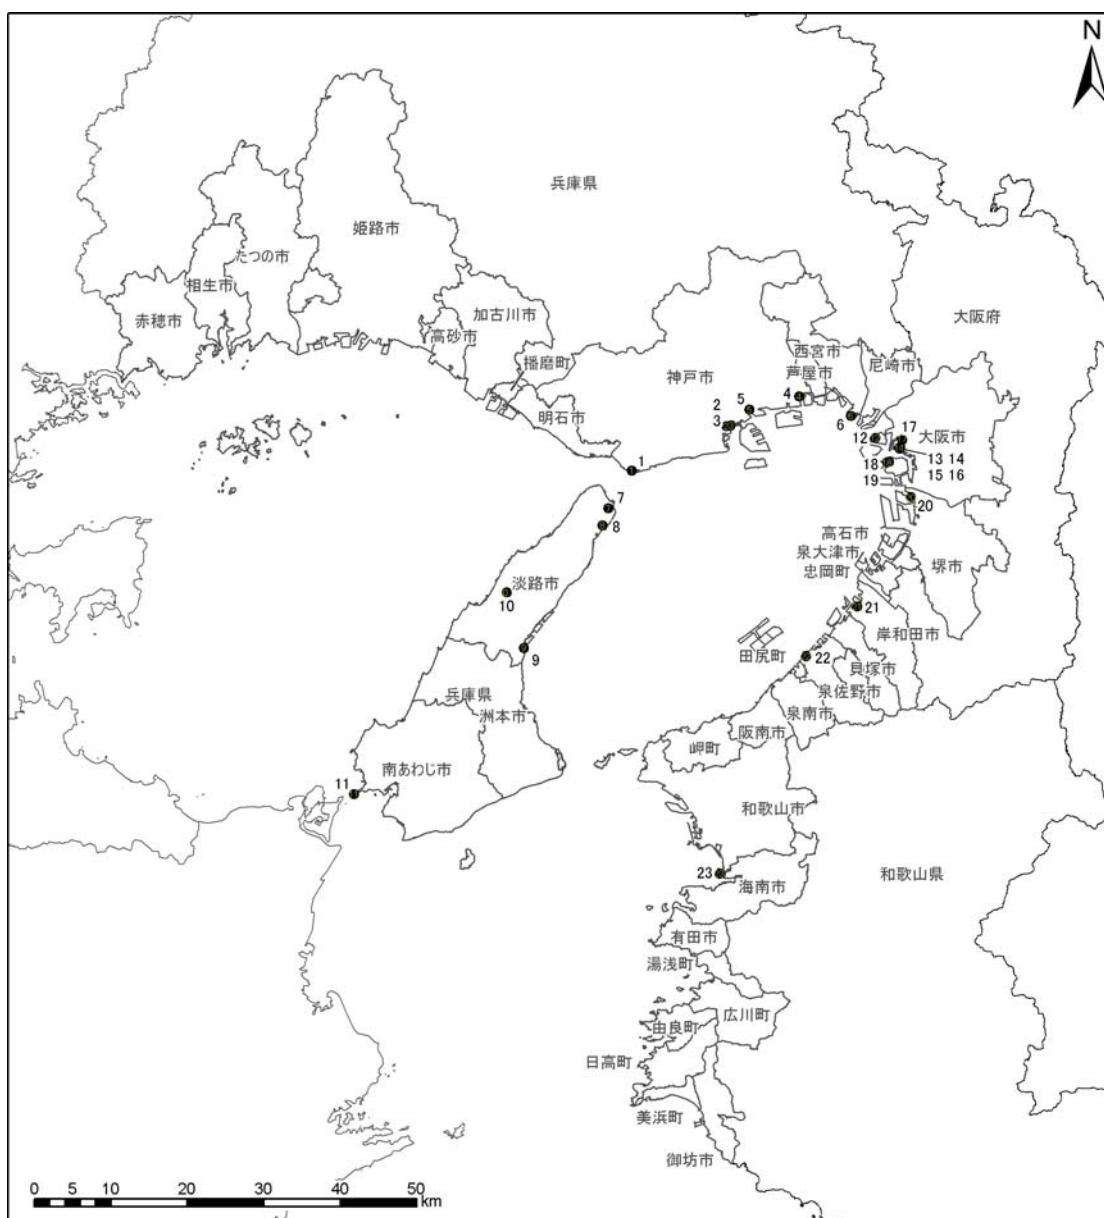 N
兵庫県
姫路市
たつの市
相生市
赤穂市
加古川市
高砂市
播磨町
明石市
神戸市
西宮市
芦屋市
尼崎市
大阪府
大阪市
2
3
5
4
6
12
17
13 14
15 16
18
19
20
1
7
8
高石市
泉大津市
忠岡町
堺市
淡路市
10
9
21
岸和田市
田尻町
22
貝塚市
泉佐野市
泉南市
阪南市
岬町
兵庫県
洲本市
南あわじ市
11
和歌山市
23
海南市
和歌山県
有田市
湯浅町
広川町
由良町
日高町
美浜町
御坊市
0 5 10 20 30 40 50
km